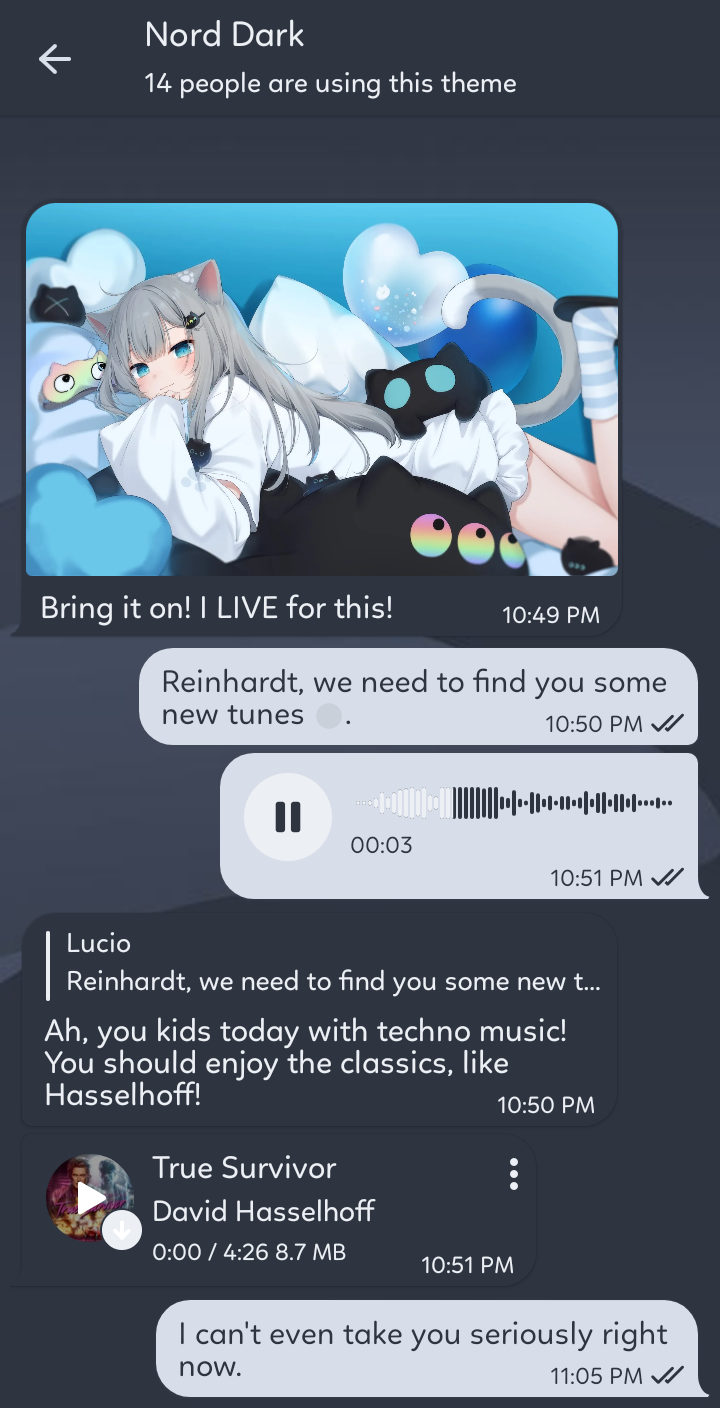 Nord Dark
14 people are using this theme
Bring it on! I LIVE for this!
10:49 PM
Reinhardt, we need to find you some
new tunes .
10:50 PM
00:03
10:51 PM
Lucio
Reinhardt, we need to find you some new t...
Ah, you kids today with techno music!
You should enjoy the classics, like
Hasselhoff!
10:50 PM
True Survivor
David Hasselhoff
0:00 / 4:26 8.7 MB
10:51 PM
I can't even take you seriously right
now.
11:05 PM